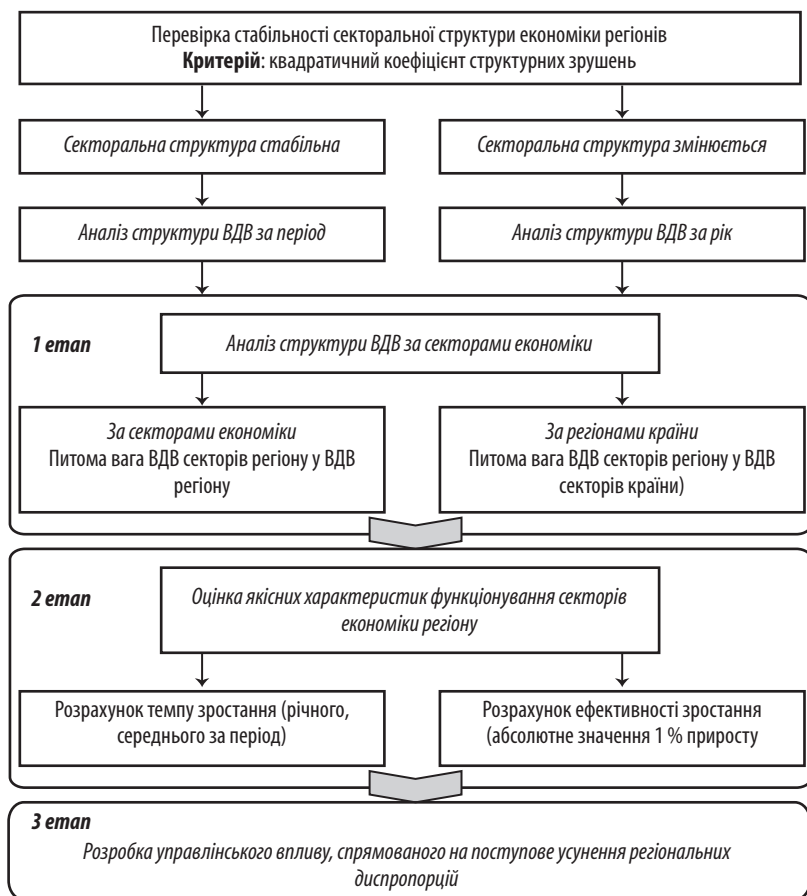 Перевірка стабільності секторальної структури економіки регіонів
Критерій: квадратичний коефіцієнт структурних зрушень
Секторальна структура стабільна
Секторальна структура змінюється
Аналіз структури ВДВ за період
Аналіз структури ВДВ за рік
1 етап
Аналіз структури ВДВ за секторами економіки
За секторами економіки
Питома вага ВДВ секторів регіону у ВДВ
регіону
За регіонами країни
Питома вага ВДВ секторів регіону у ВДВ
секторів країни)
2 етап
Оцінка якісних характеристик функціонування секторів
економіки регіону
Розрахунок темпу зростання (річного,
середнього за період)
Розрахунок ефективності зростання
(абсолютне значення 1 % приросту
3 етап
Розробка управлінського впливу, спрямованого на поступове усунення регіональних
диспропорцій